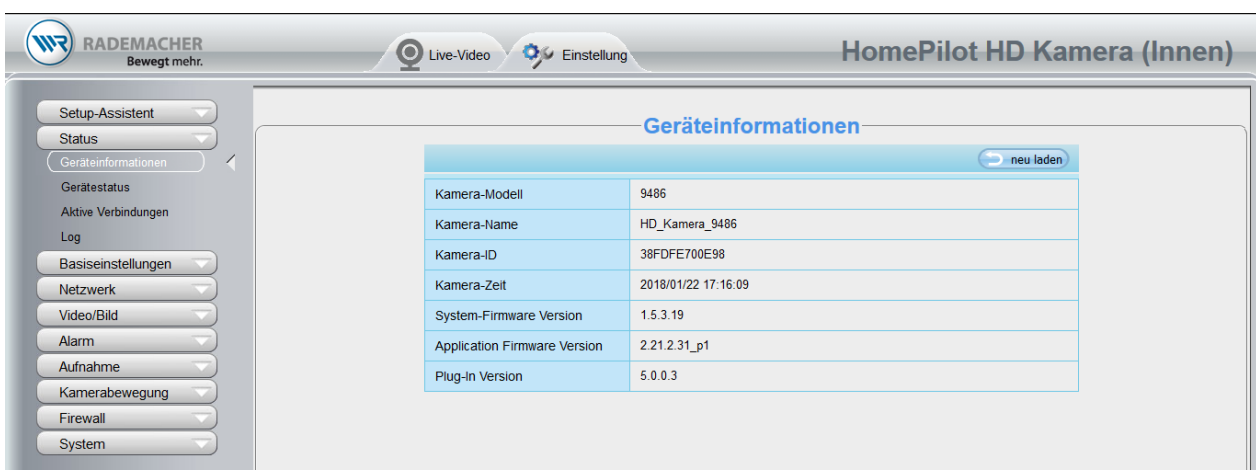 RADEMACHER
Bewegt mehr.
Live-Video
Einstellung
HomePilot HD Kamera (Innen)
Setup-Assistent
Status
Geräteinformationen
Gerätestatus
Aktive Verbindungen
Log
Basiseinstellungen
Netzwerk
Video/Bild
Alarm
Aufnahme
Kamerabewegung
Firewall
System
Geräteinformationen
neu laden
Kamera-Modell 9486
Kamera-Name HD_Kamera_9486
Kamera-ID 38FDFE700E98
Kamera-Zeit 2018/01/22 17:16:09
System-Firmware Version 1.5.3.19
Application Firmware Version 2.21.2.31_p1
Plug-In Version 5.0.0.3